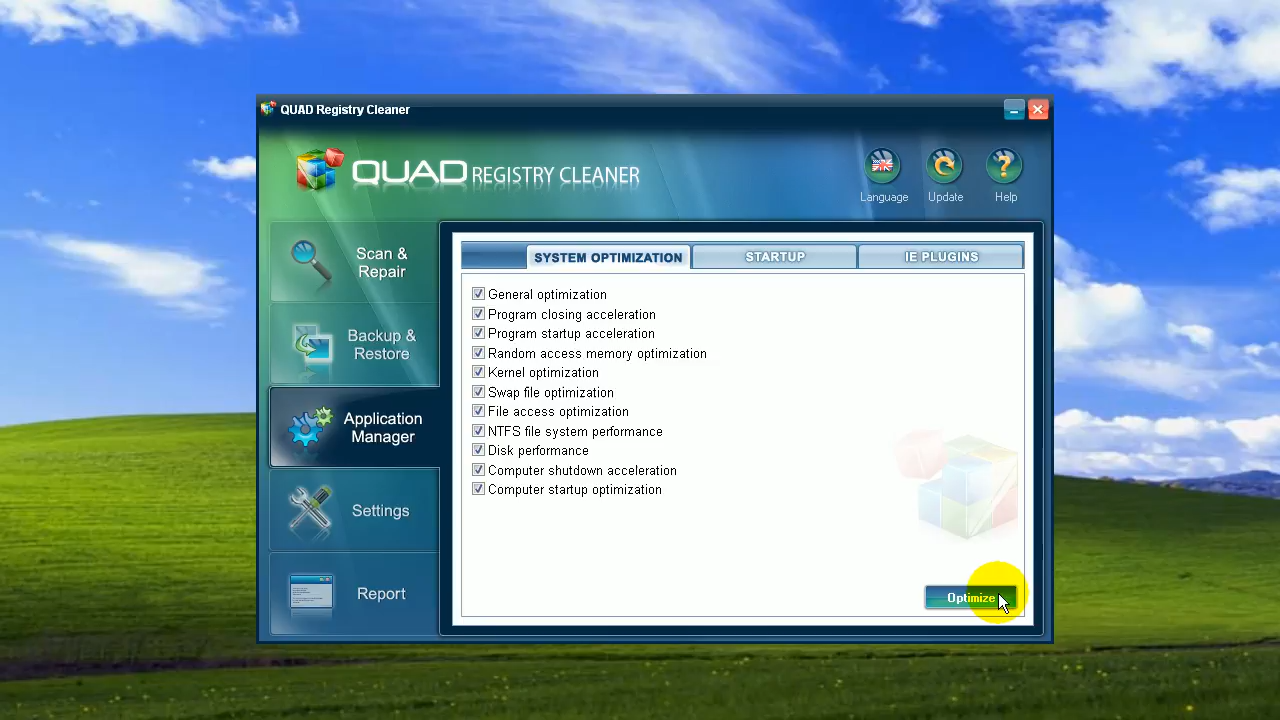 QUAD Registry Cleaner
QUAD REGISTRY CLEANER
Language
Update
Help
Scan &
Repair
Backup &
Restore
Application
Manager
Settings
Report
SYSTEM OPTIMIZATION
STARTUP
IE PLUGINS
General optimization
Program closing acceleration
Program startup acceleration
Random access memory optimization
Kernel optimization
Swap file optimization
File access optimization
NTFS file system performance
Disk performance
Computer shutdown acceleration
Computer startup optimization
Optimize